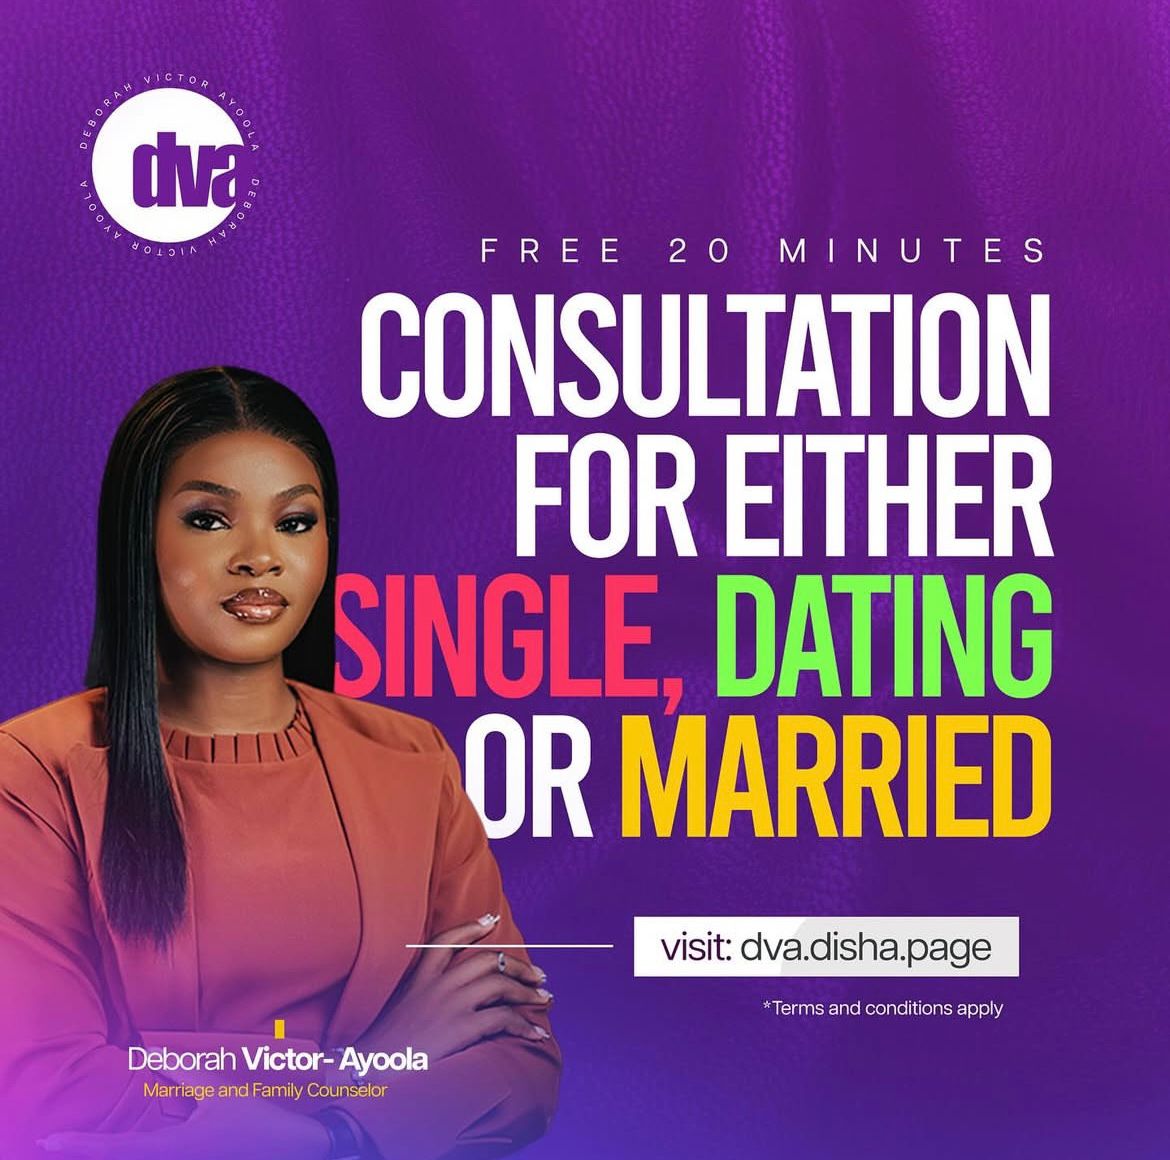 DEBORAH VICTOR AYOOLA DEBORAH VICTOR AYOOLA
dva
FREE 20 MINUTES
CONSULTATION
FOR EITHER
SINGLE, DATING
OR MARRIED
visit: dva.disha.page
*Terms and conditions apply
Deborah Victor- Ayoola
Marriage and Family Counselor